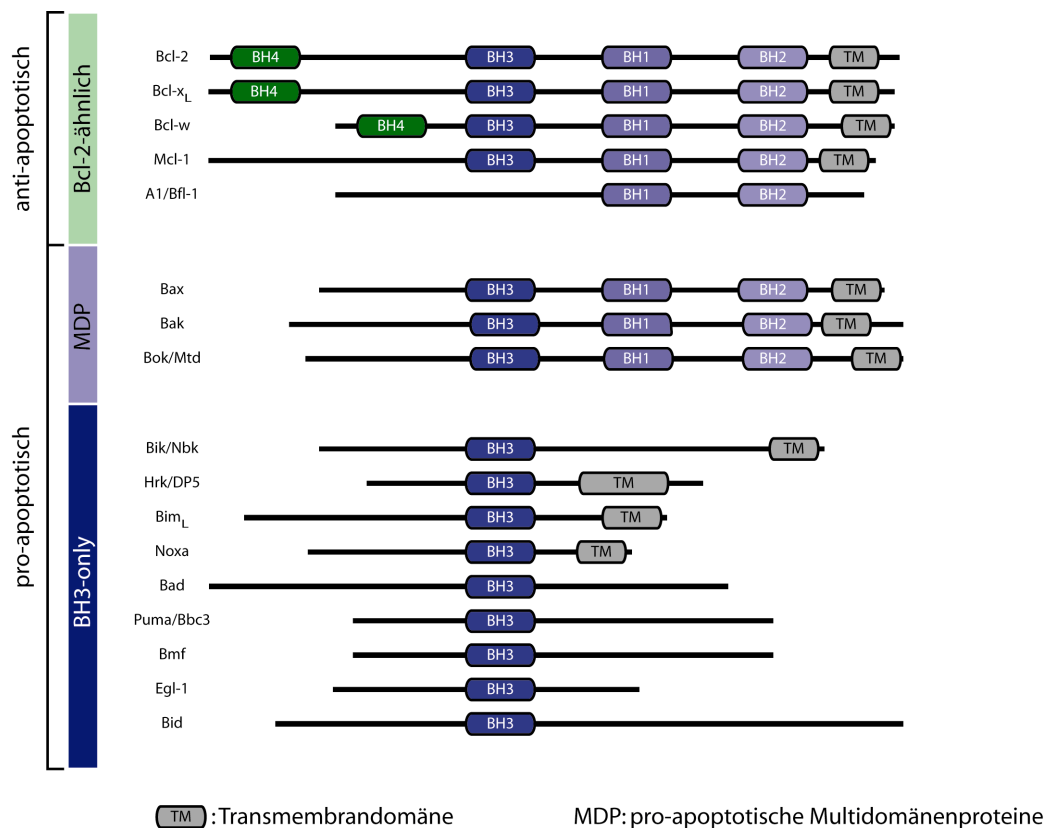 anti-apoptotisch
Bcl-2-ähnlich
Bcl-2 BH4 BH3 BH1 BH2 TM
Bcl-xL BH4 BH3 BH1 BH2 TM
Bcl-w BH4 BH3 BH1 BH2 TM
Mcl-1 BH3 BH1 BH2 TM
A1/Bfl-1 BH1 BH2
pro-apoptotisch
MDP
Bax BH3 BH1 BH2 TM
Bak BH3 BH1 BH2 TM
Bok/Mtd BH3 BH1 BH2 TM
BH3-only
Bik/Nbk BH3 TM
Hrk/DP5 BH3 TM
BimL BH3 TM
Noxa BH3 TM
Bad BH3
Puma/Bbc3 BH3
Bmf BH3
Egl-1 BH3
Bid BH3
TM : Transmembrandomäne MDP: pro-apoptotische Multidomänenproteine